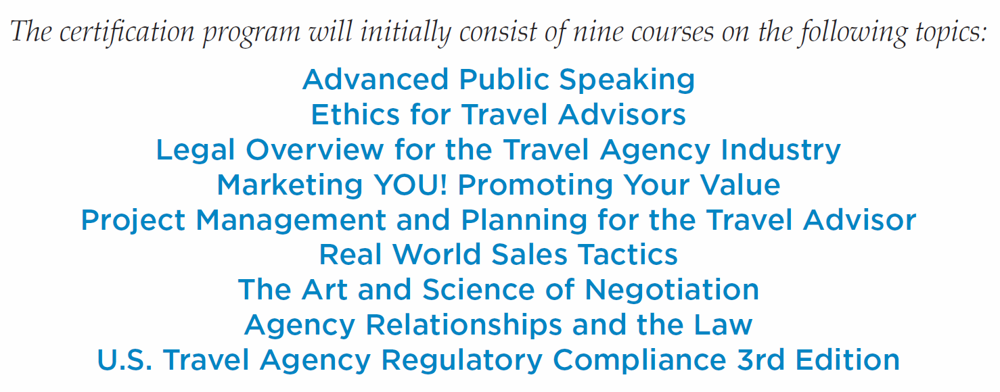 The certification program will initially consist of nine courses on the following topics:
Advanced Public Speaking
Ethics for Travel Advisors
Legal Overview for the Travel Agency Industry
Marketing YOU! Promoting Your Value
Project Management and Planning for the Travel Advisor
Real World Sales Tactics
The Art and Science of Negotiation
Agency Relationships and the Law
U.S. Travel Agency Regulatory Compliance 3rd Edition